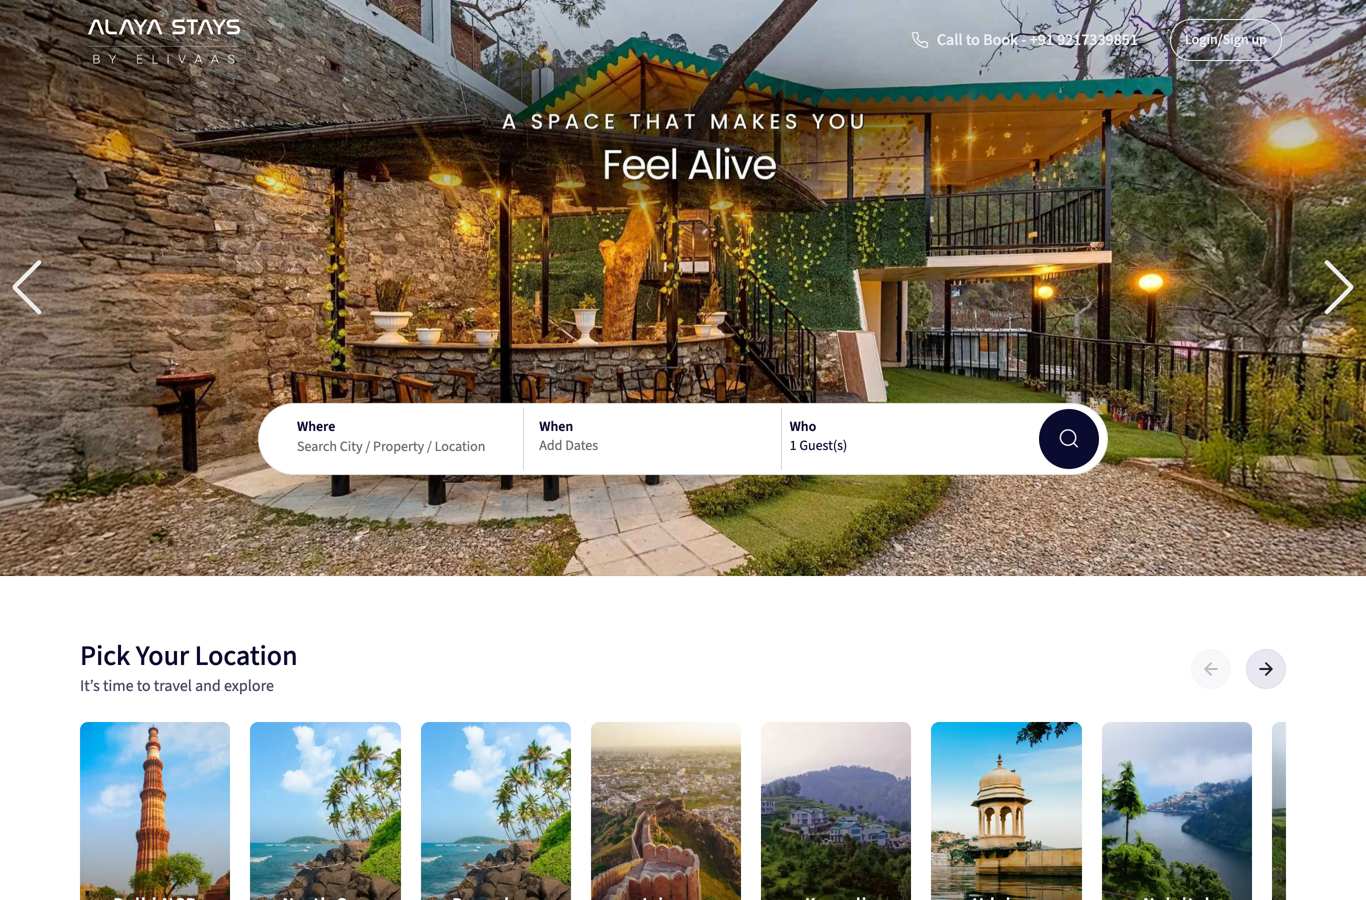 ALAYA STAYS
BY ELIVAAS
Call to Book - +91 9217339851
Login/Sign up
A SPACE THAT MAKES YOU
Feel Alive
Where
Search City / Property / Location
When
Add Dates
Who
1 Guest(s)
Pick Your Location
It's time to travel and explore